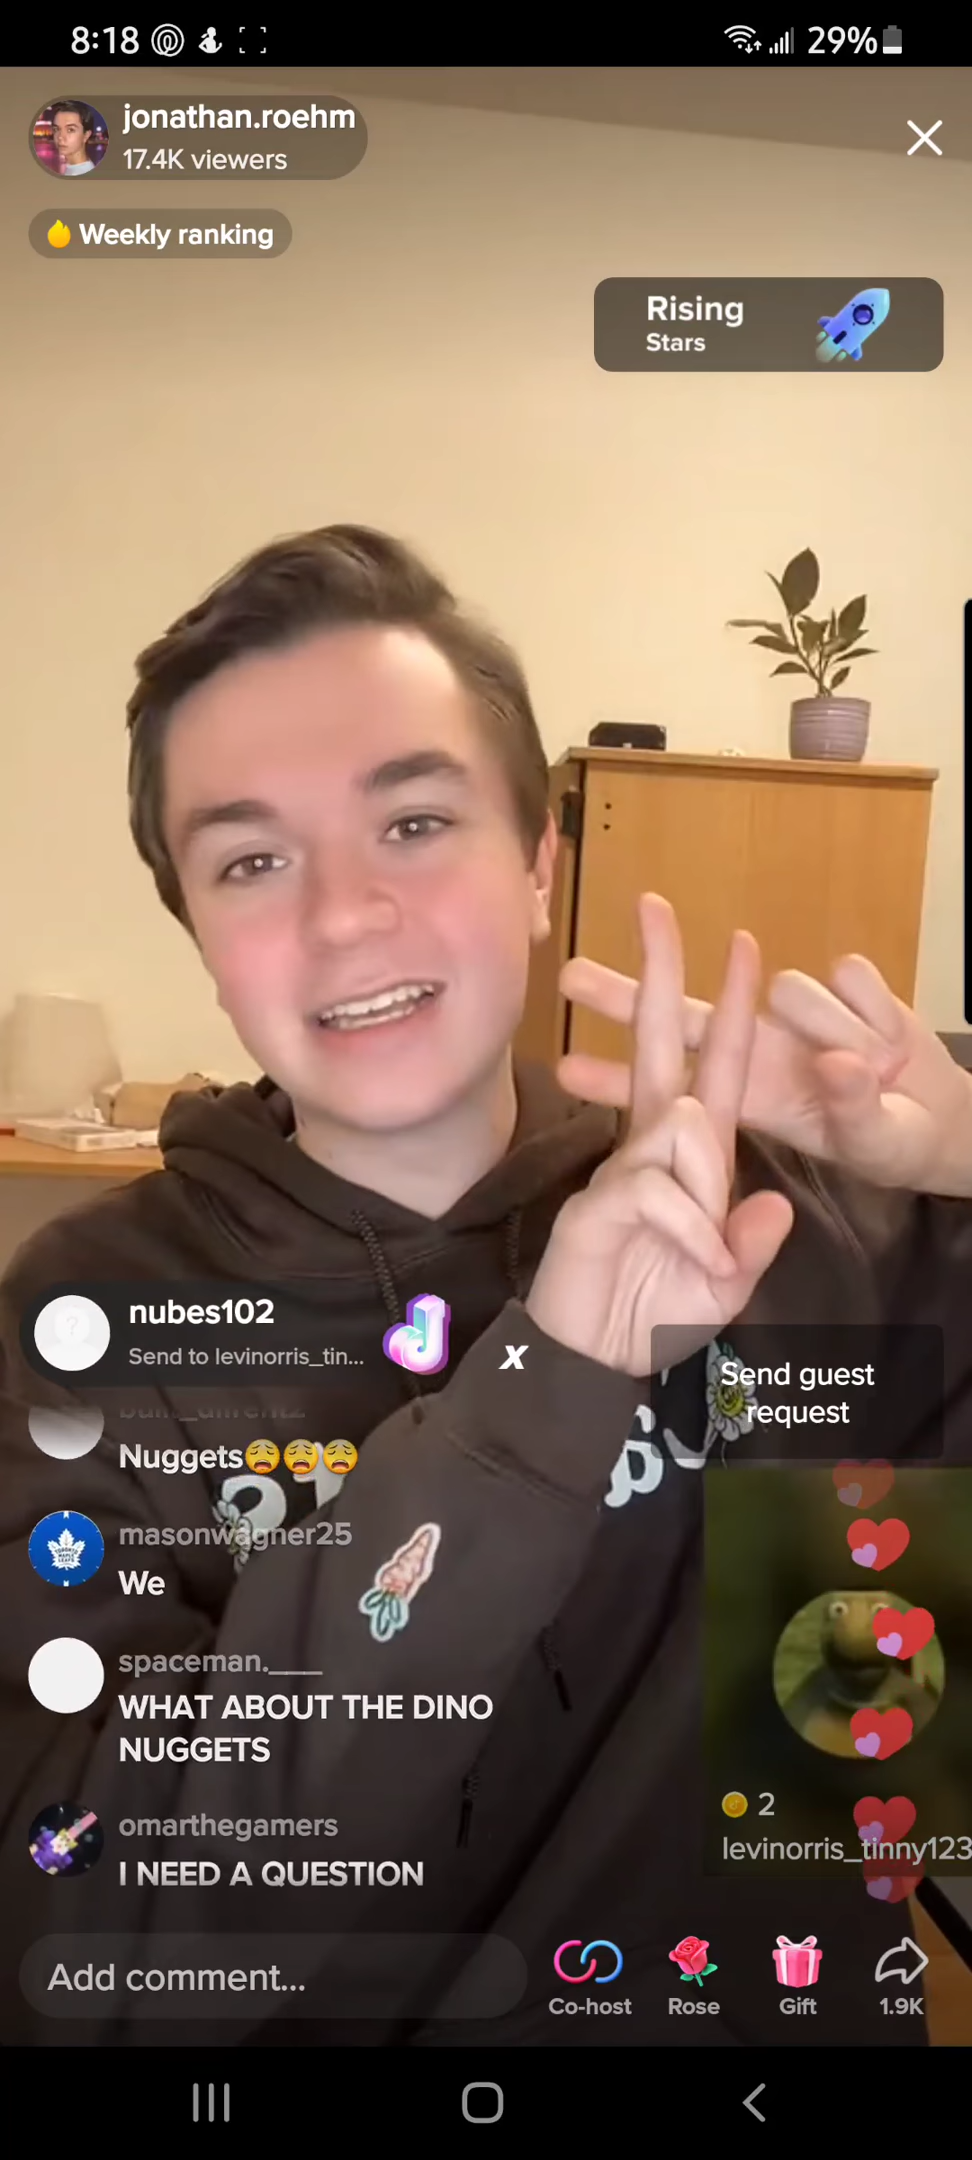 8:18
29%
jonathan.roehm
17.4K viewers
Weekly ranking
Rising
Stars
nubes102
Send to levinorris_tin...
x
Send guest
request
Nuggets😩😩😩
masonwagner25
We
spaceman.___
WHAT ABOUT THE DINO
NUGGETS
omarthegamers
I NEED A QUESTION
2
levinorris_tinny123
Add comment...
Co-host
Rose
Gift
1.9K